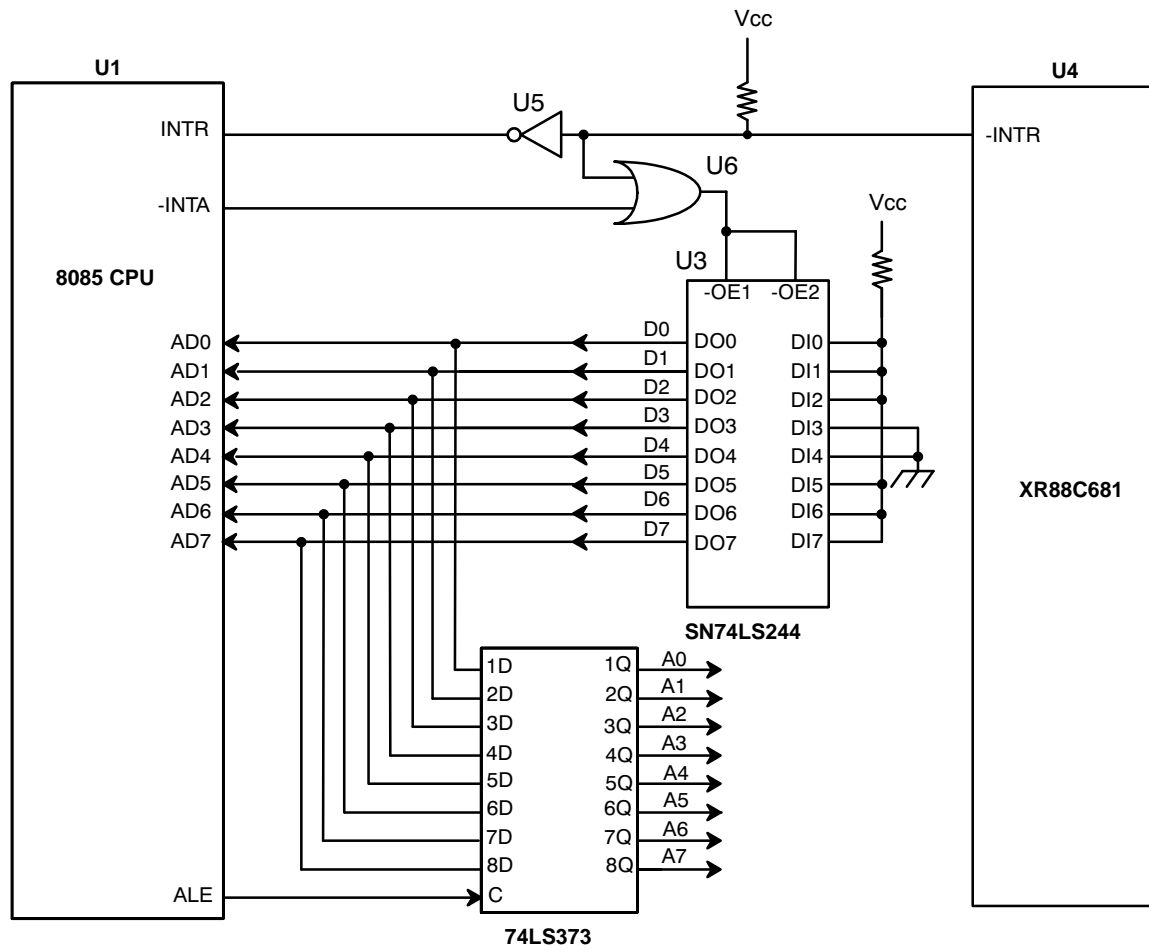 Vcc
U1
U4
U5
INTR
-INTR
U6
-INTA
Vcc
8085 CPU
U3
-OE1 -OE2
AD0 D0 DO0 DI0
AD1 D1 DO1 DI1
AD2 D2 DO2 DI2
AD3 D3 DO3 DI3
AD4 D4 DO4 DI4
AD5 D5 DO5 DI5
AD6 D6 DO6 DI6
AD7 D7 DO7 DI7
XR88C681
SN74LS244
1D 1Q A0
2D 2Q A1
3D 3Q A2
4D 4Q A3
5D 5Q A4
6D 6Q A5
7D 7Q A6
8D 8Q A7
ALE C
74LS373